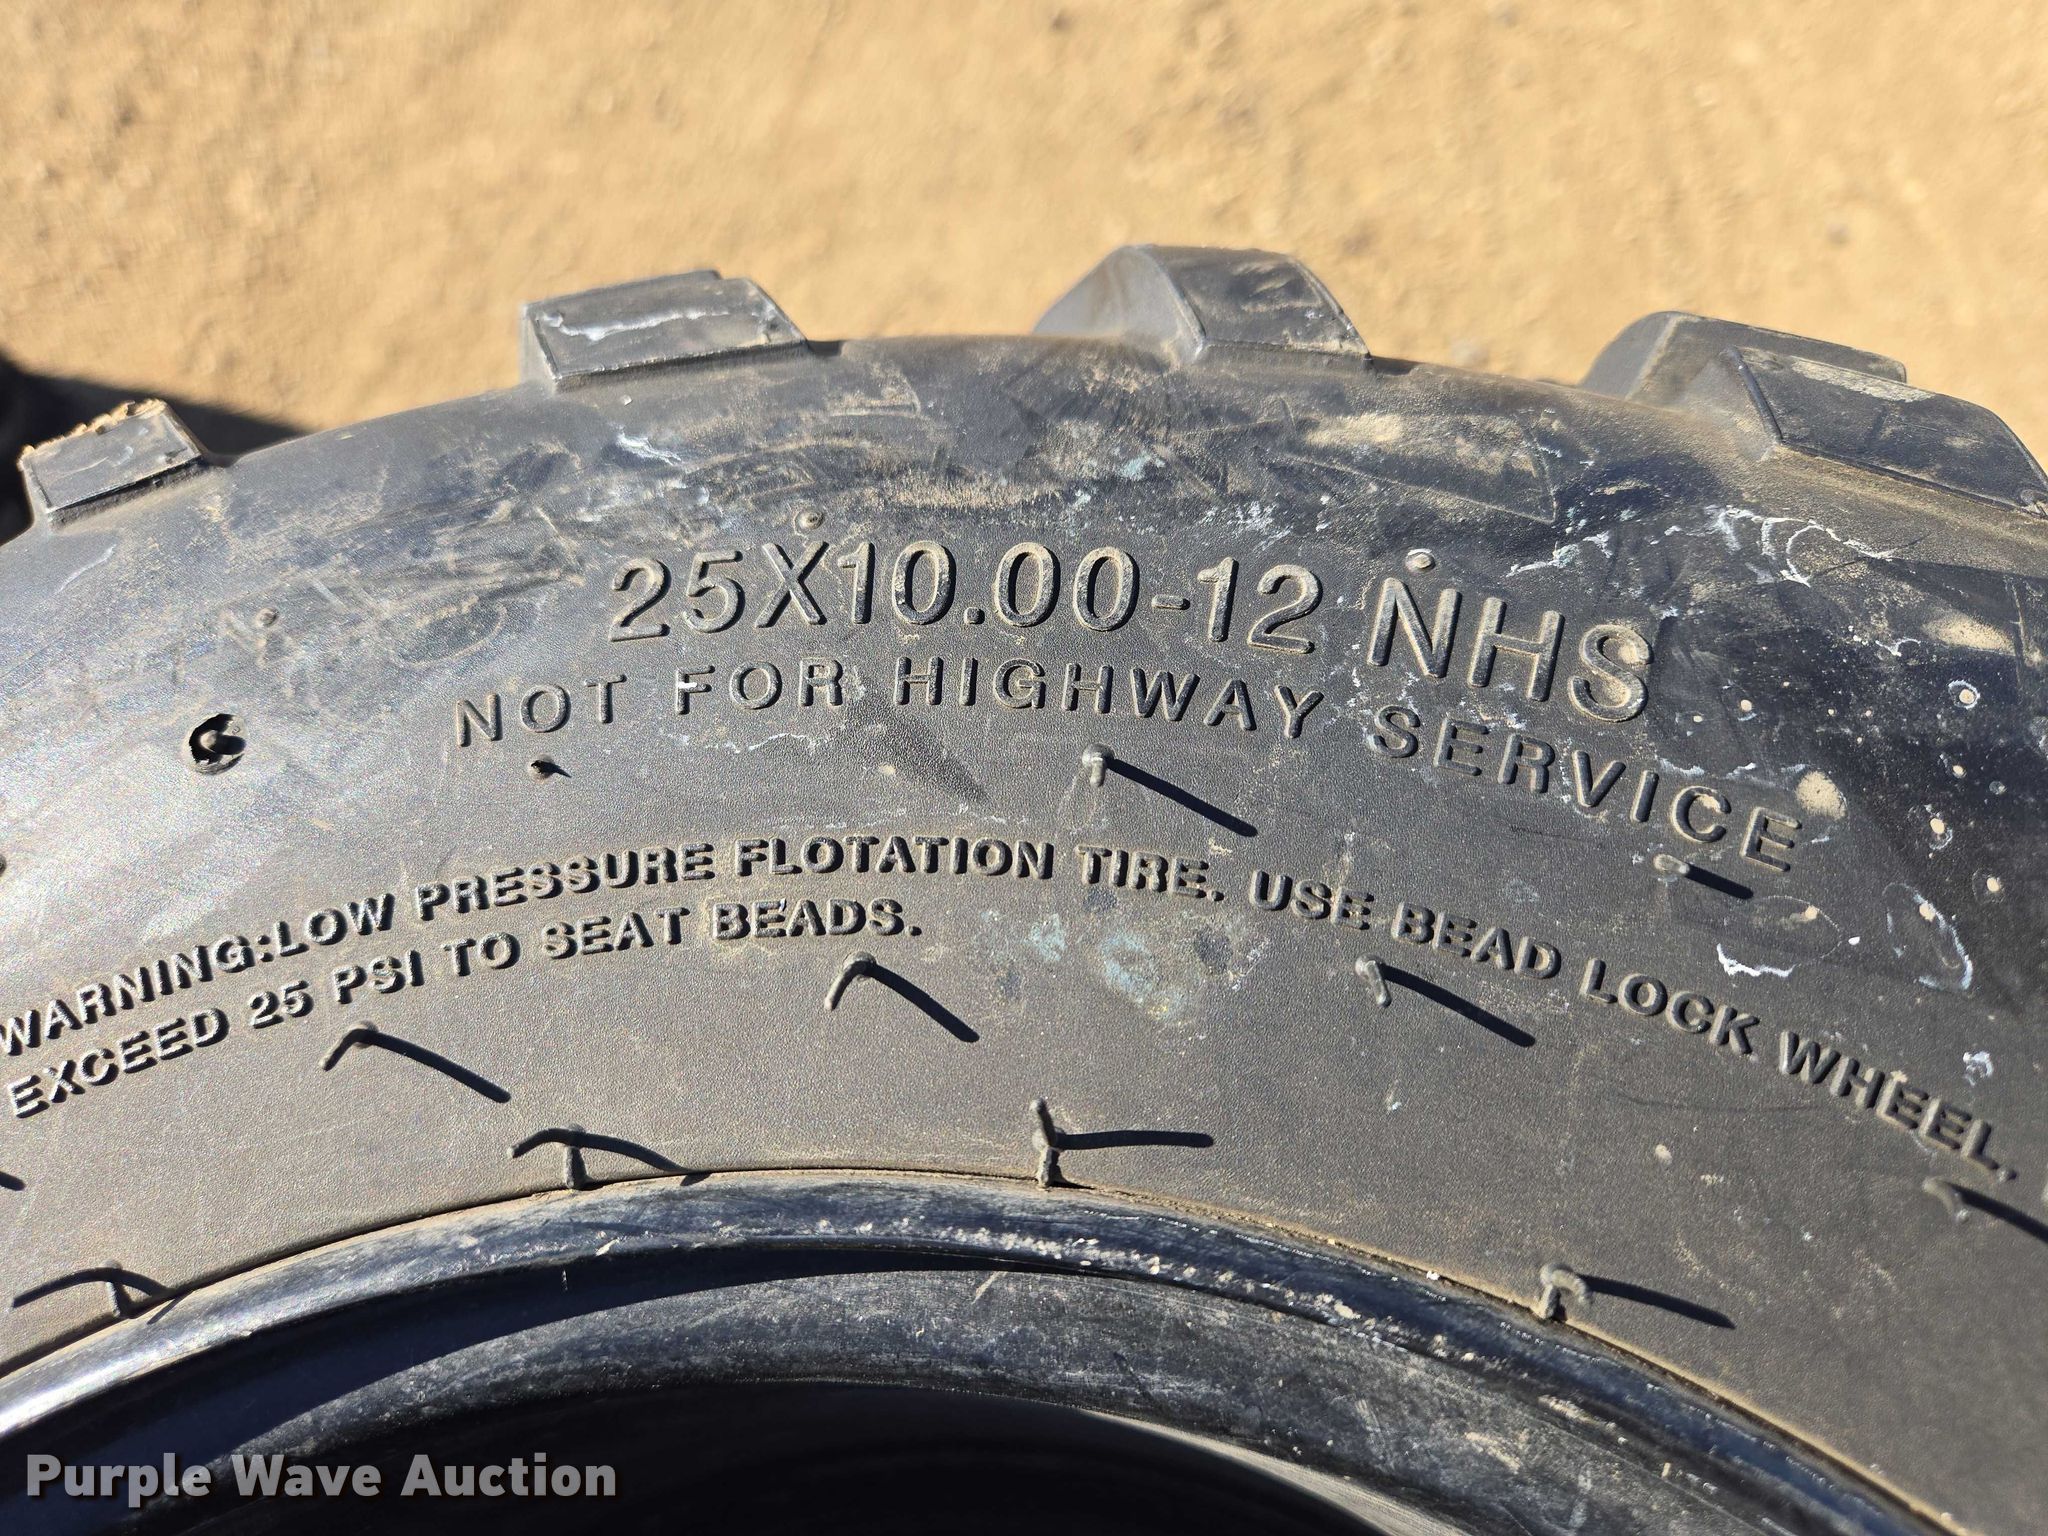 25X10.00-12 NHS
NOT FOR HIGHWAY SERVICE
WARNING:LOW PRESSURE FLOTATION TIRE. USE BEAD LOCK WHEEL.
EXCEED 25 PSI TO SEAT BEADS.
Purple Wave Auction